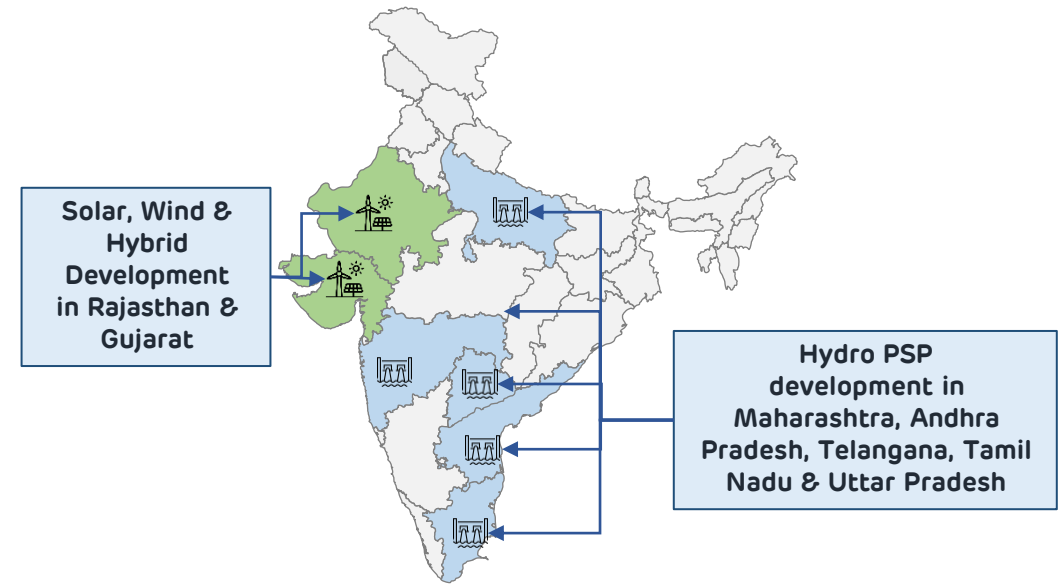 Solar, Wind &
Hybrid
Development
in Rajasthan &
Gujarat
Hydro PSP
development in
Maharashtra, Andhra
Pradesh, Telangana, Tamil
Nadu & Uttar Pradesh